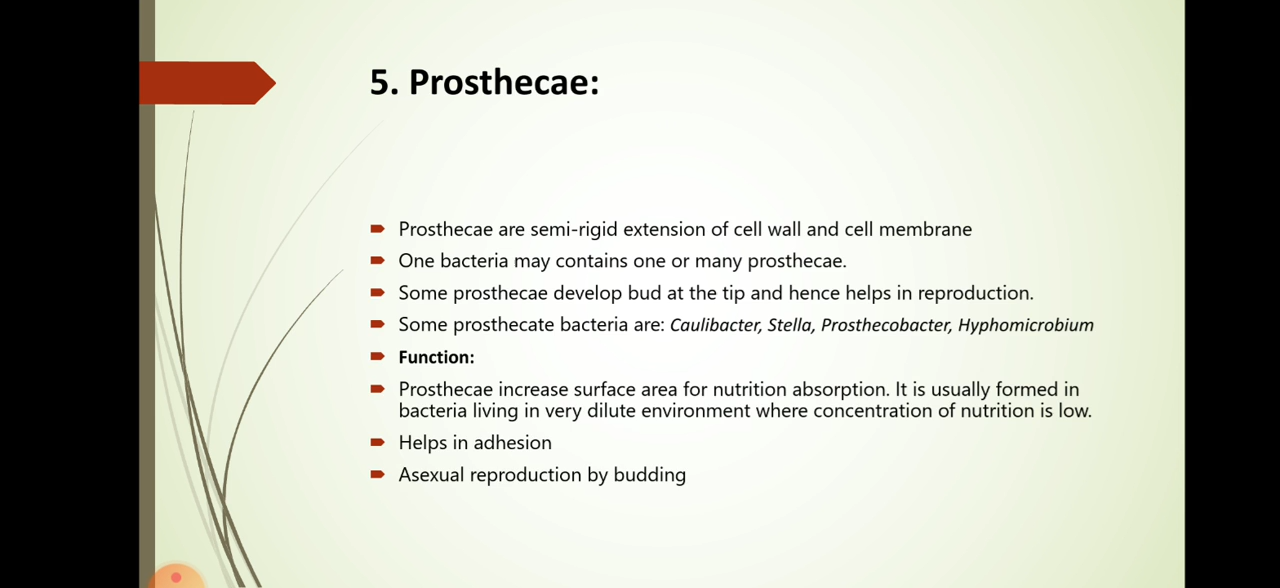 5. Prosthecae:
Prosthecae are semi-rigid extension of cell wall and cell membrane
One bacteria may contains one or many prosthecae.
Some prosthecae develop bud at the tip and hence helps in reproduction.
Some prosthecate bacteria are: Caulibacter, Stella, Prosthecobacter, Hyphomicrobium
Function:
Prosthecae increase surface area for nutrition absorption. It is usually formed in
bacteria living in very dilute environment where concentration of nutrition is low.
Helps in adhesion
Asexual reproduction by budding